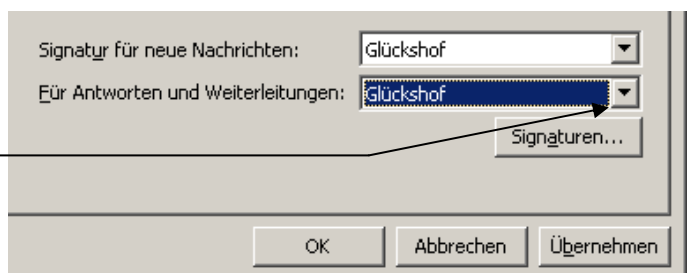 Signatur für neue Nachrichten: Glückshof
Für Antworten und Weiterleitungen: Glückshof
Signaturen...
OK Abbrechen Übernehmen